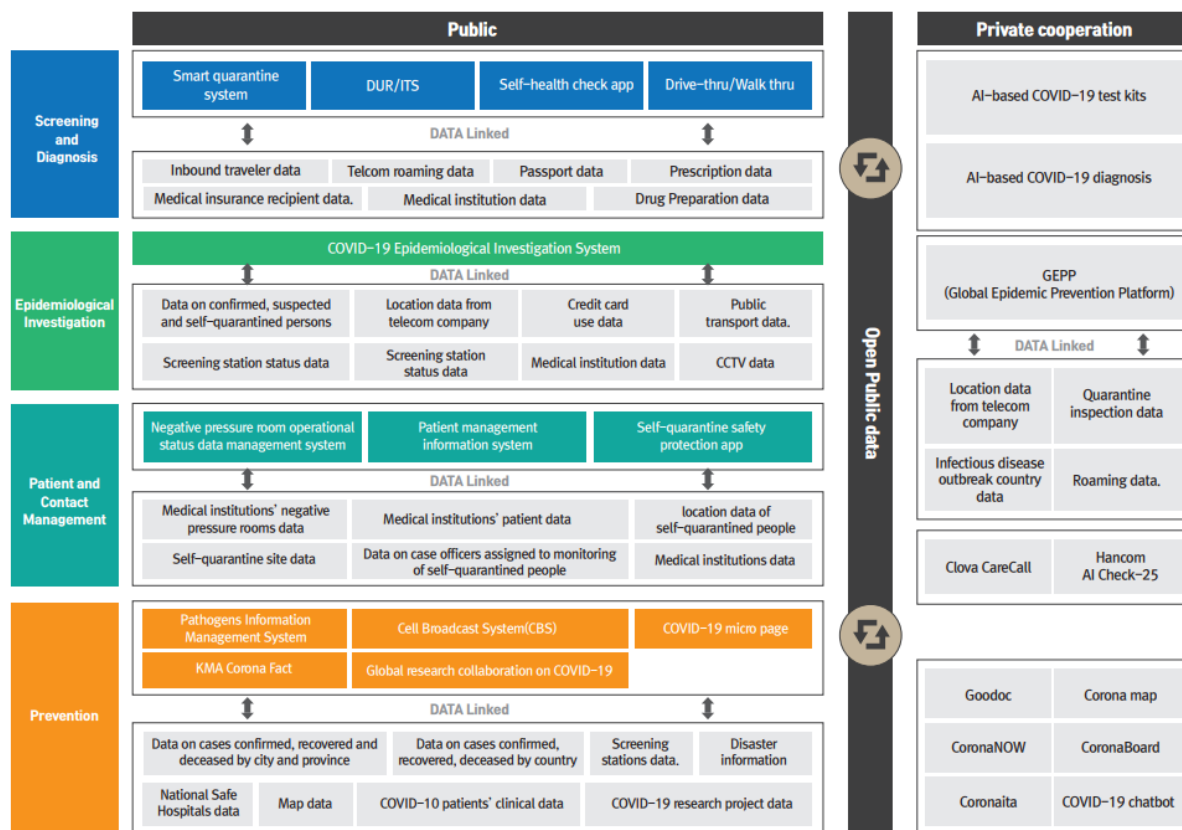 Public
Private cooperation
Screening
and
Diagnosis
Smart quarantine
system
DUR/ITS
Self-health check app
Drive-thru/Walk thru
DATA Linked
Inbound traveler data
Telcom roaming data
Passport data
Prescription data
Medical insurance recipient data.
Medical institution data
Drug Preparation data
Epidemiological
Investigation
COVID-19 Epidemiological Investigation System
DATA Linked
Data on confirmed, suspected
and self-quarantined persons
Location data from
telecom company
Credit card
use data
Public
transport data.
Screening station status data
Screening station
status data
Medical institution data
CCTV data
Patient and
Contact
Management
Negative pressure room operational
status data management system
Patient management
information system
Self-quarantine safety
protection app
DATA Linked
Medical institutions' negative
pressure rooms data
Medical institutions' patient data
location data of
self-quarantined people
Self-quarantine site data
Data on case officers assigned to monitoring
of self-quarantined people
Medical institutions data
Prevention
Pathogens Information
Management System
Cell Broadcast System(CBS)
COVID-19 micro page
KMA Corona Fact
Global research collaboration on COVID-19
DATA Linked
Data on cases confirmed, recovered and
deceased by city and province
Data on cases confirmed,
recovered, deceased by country
Screening
stations data.
Disaster
information
National Safe
Hospitals data
Map data
COVID-10 patients' clinical data
COVID-19 research project data
Open Public data
AI-based COVID-19 test kits
AI-based COVID-19 diagnosis
GEPP
(Global Epidemic Prevention Platform)
DATA Linked
Location data
from telecom
company
Quarantine
inspection data
Infectious disease
outbreak country
data
Roaming data.
Clova CareCall
Hancom
AI Check-25
Goodoc
Corona map
CoronaNOW
CoronaBoard
Coronaita
COVID-19 chatbot